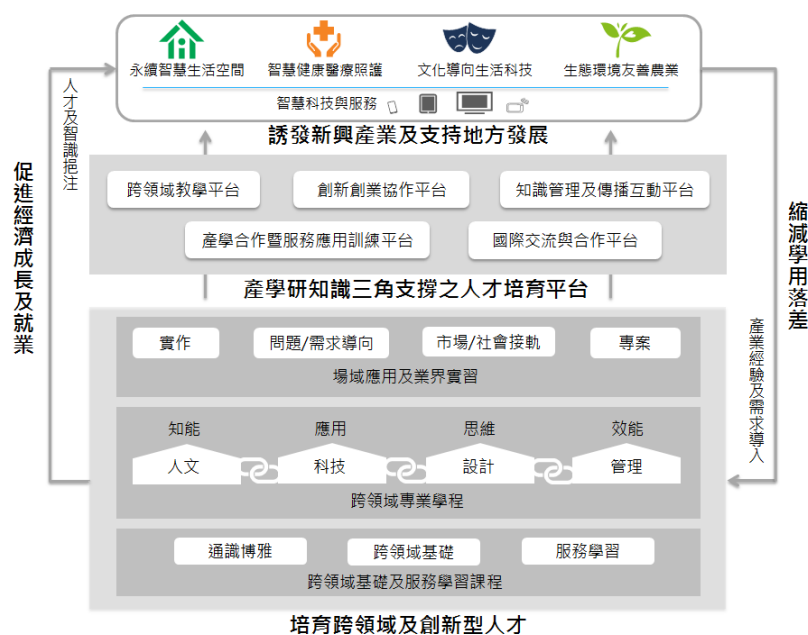 永續智慧生活空間
智慧健康醫療照護
文化導向生活科技
生態環境友善農業
智慧科技與服務
誘發新興產業及支持地方發展
人才及智識挹注
促進經濟成長及就業
跨領域教學平台
創新創業協作平台
知識管理及傳播互動平台
產學合作暨服務應用訓練平台
國際交流與合作平台
產學研知識三角支撐之人才培育平台
縮減學用落差
產業經驗及需求導入
實作
問題/需求導向
市場/社會接軌
專案
場域應用及業界實習
知能
應用
思維
效能
人文
科技
設計
管理
跨領域專業學程
通識博雅
跨領域基礎
服務學習
跨領域基礎及服務學習課程
培育跨領域及創新型人才